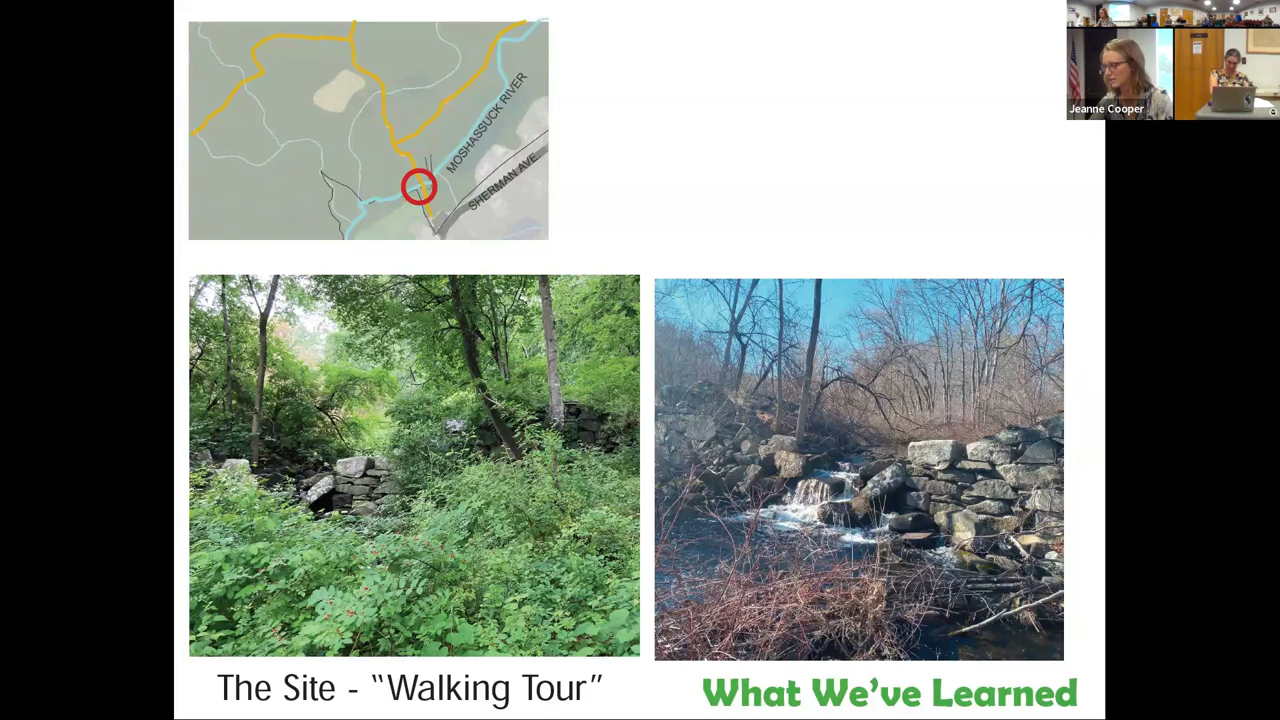 MOSHASSUCK RIVER
SHERMAN AVE
Jeanne Cooper
The Site - “Walking Tour”
What We’ve Learned